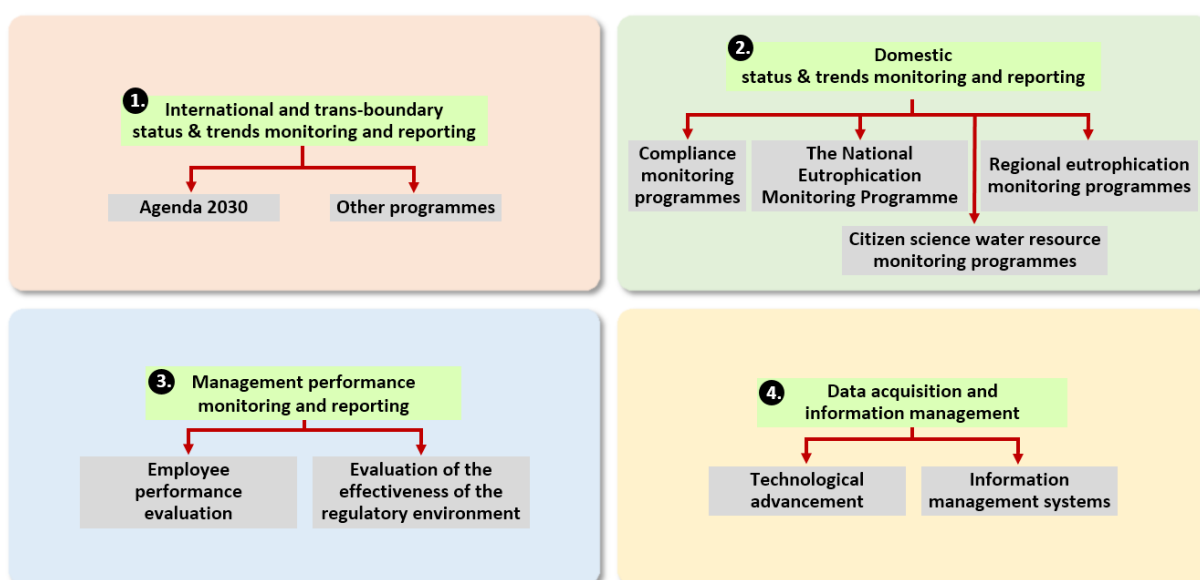 1.
International and trans-boundary
status & trends monitoring and reporting
Agenda 2030
Other programmes
2.
Domestic
status & trends monitoring and reporting
Compliance
monitoring
programmes
The National
Eutrophication
Monitoring Programme
Regional eutrophication
monitoring programmes
Citizen science water resource
monitoring programmes
3.
Management performance
monitoring and reporting
Employee
performance
evaluation
Evaluation of the
effectiveness of the
regulatory environment
4.
Data acquisition and
information management
Technological
advancement
Information
management systems